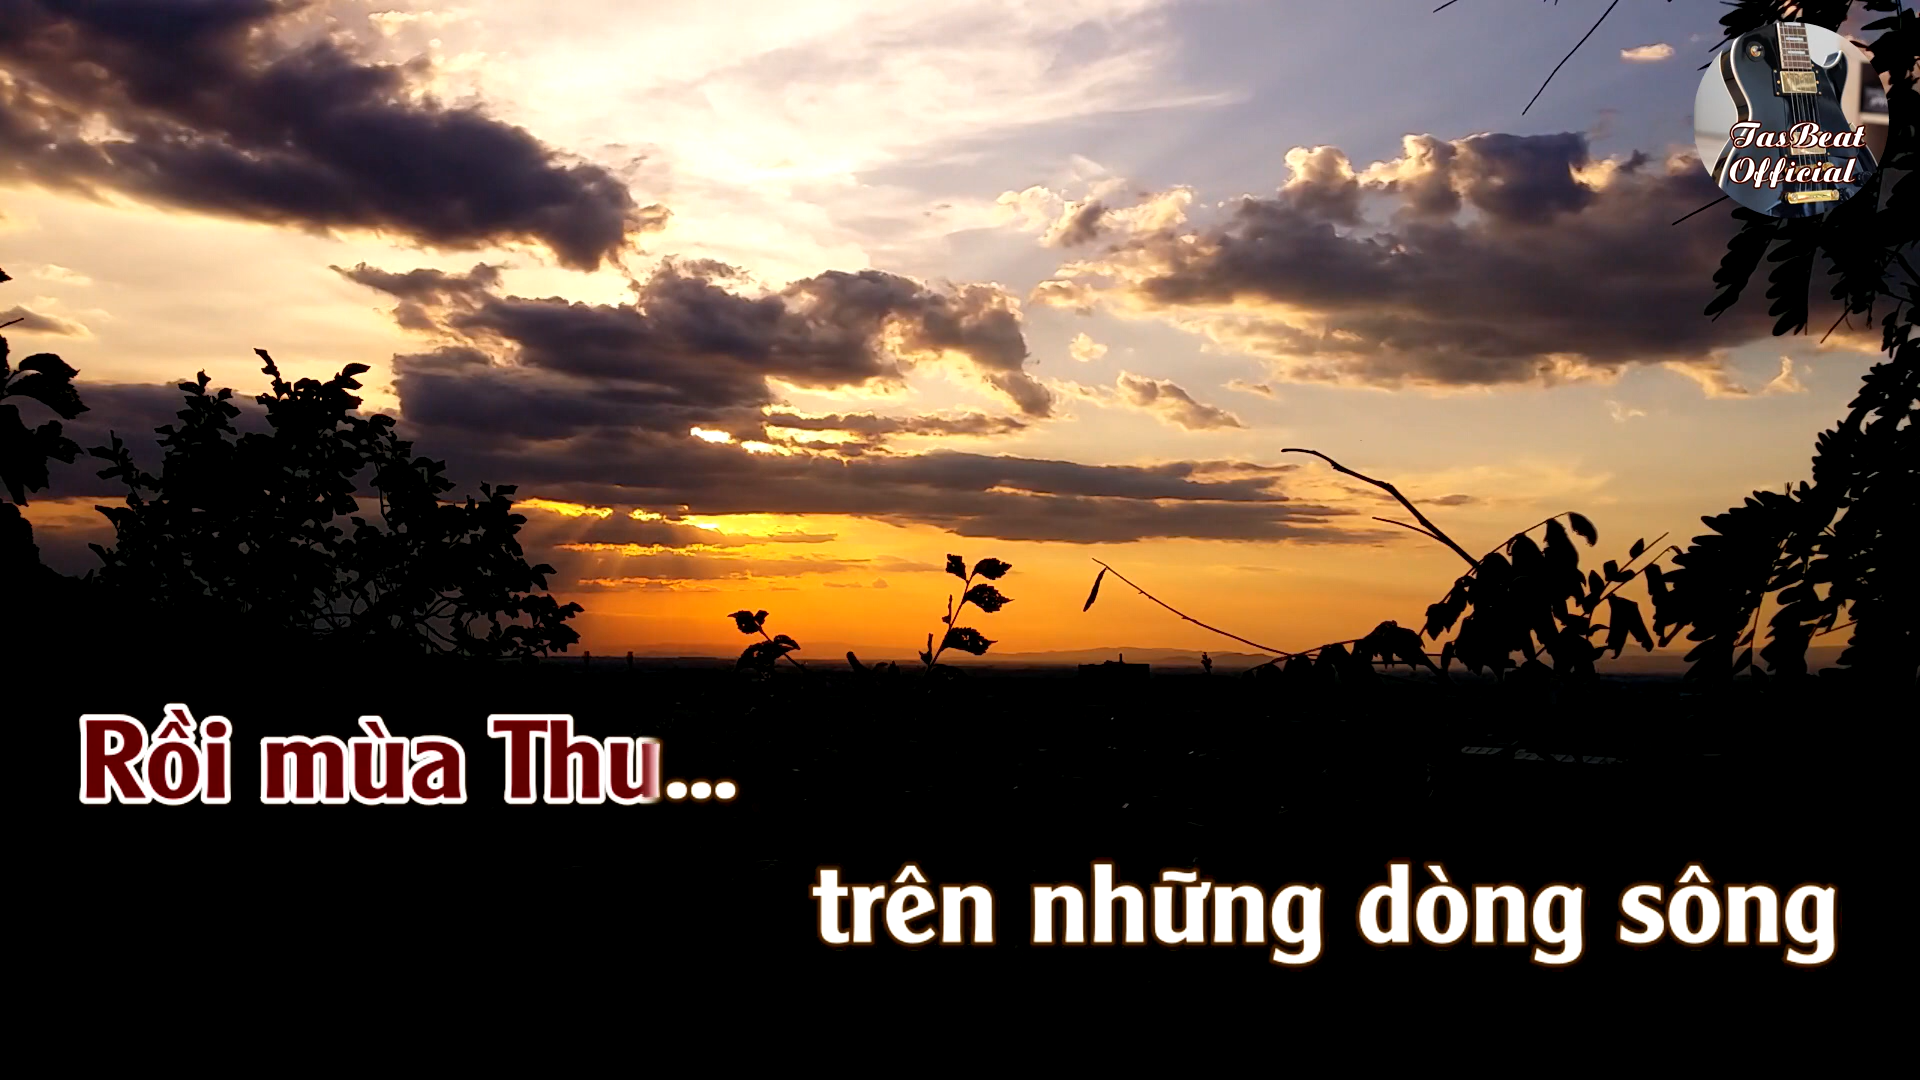 TasBeat
Official
Rồi mùa Thu...
trên những dòng sông